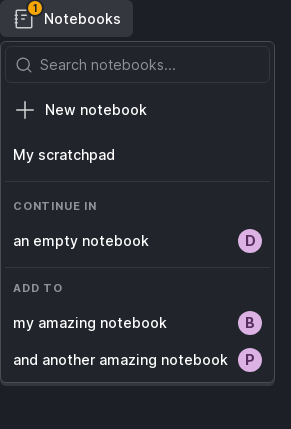 1
Notebooks
Search notebooks...
New notebook
My scratchpad
CONTINUE IN
an empty notebook D
ADD TO
my amazing notebook B
and another amazing notebook P